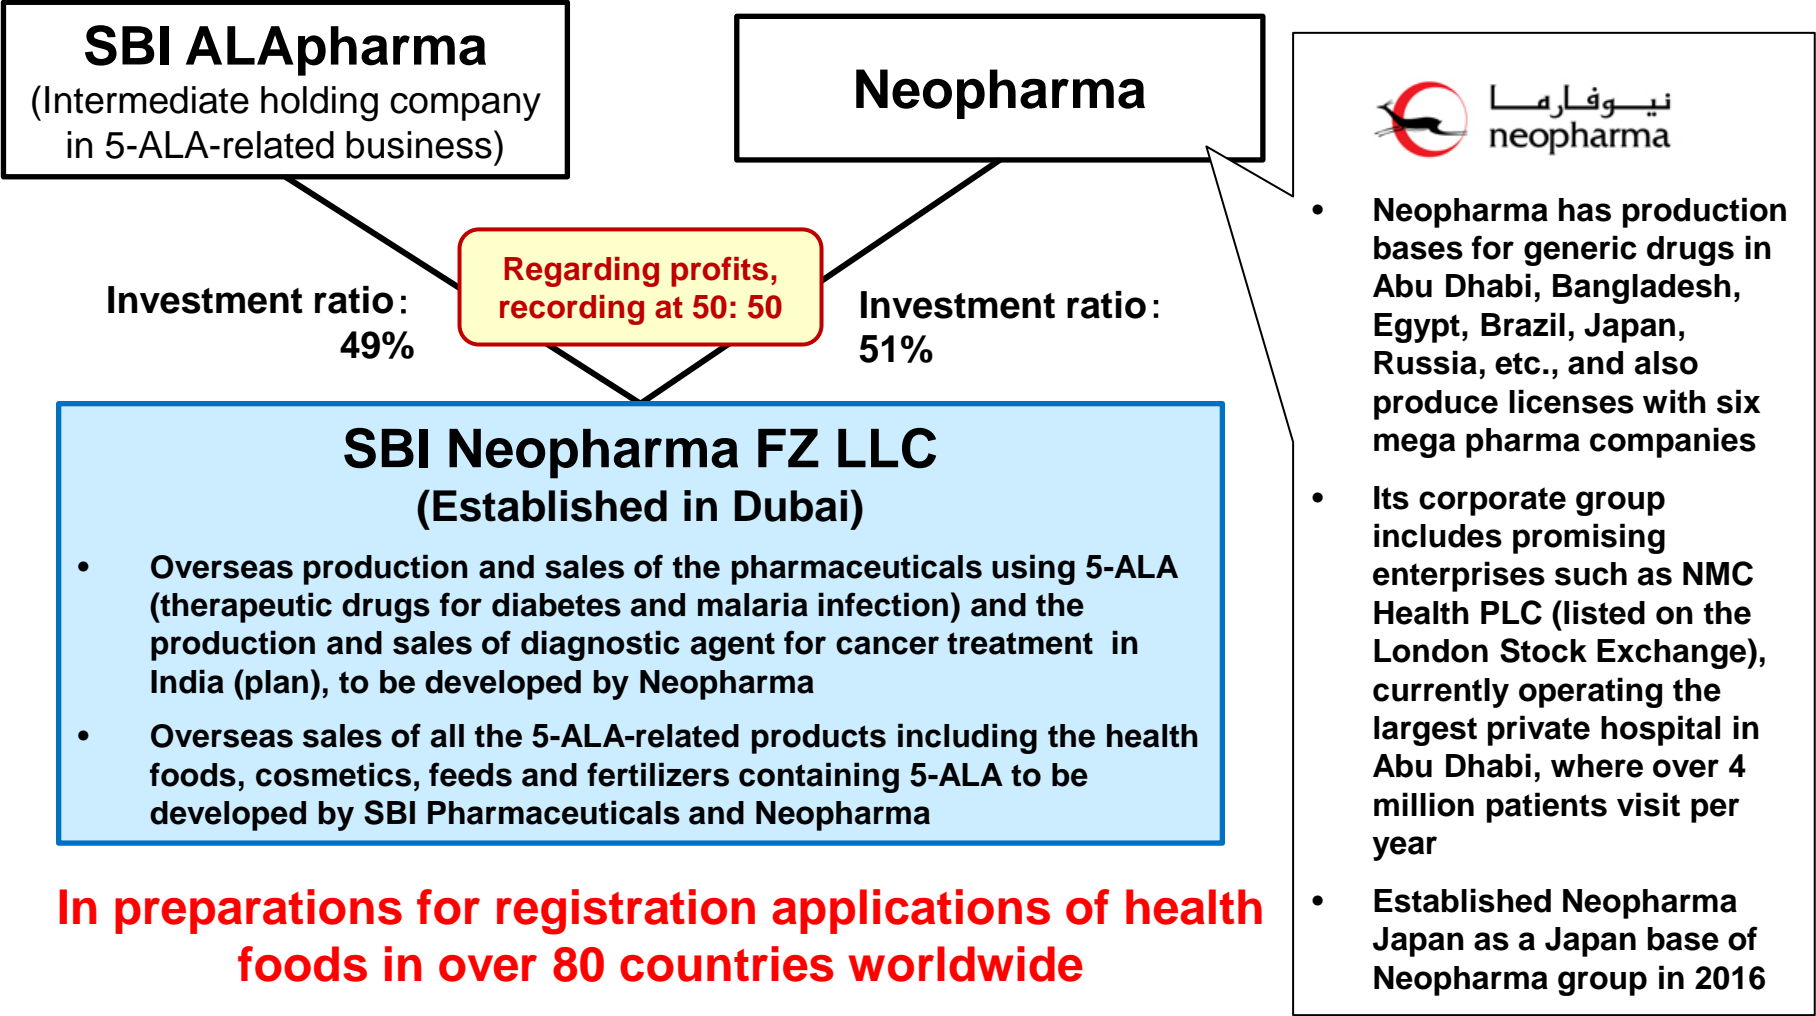 SBI ALApharma
(Intermediate holding company
in 5-ALA-related business)
Neopharma
Investment ratio:
49%
Regarding profits,
recording at 50: 50
Investment ratio:
51%
SBI Neopharma FZ LLC
(Established in Dubai)
• Overseas production and sales of the pharmaceuticals using 5-ALA
(therapeutic drugs for diabetes and malaria infection) and the
production and sales of diagnostic agent for cancer treatment in
India (plan), to be developed by Neopharma
• Overseas sales of all the 5-ALA-related products including the health
foods, cosmetics, feeds and fertilizers containing 5-ALA to be
developed by SBI Pharmaceuticals and Neopharma
In preparations for registration applications of health
foods in over 80 countries worldwide
نيـوفـارمـا
neopharma
• Neopharma has production
bases for generic drugs in
Abu Dhabi, Bangladesh,
Egypt, Brazil, Japan,
Russia, etc., and also
produce licenses with six
mega pharma companies
• Its corporate group
includes promising
enterprises such as NMC
Health PLC (listed on the
London Stock Exchange),
currently operating the
largest private hospital in
Abu Dhabi, where over 4
million patients visit per
year
• Established Neopharma
Japan as a Japan base of
Neopharma group in 2016